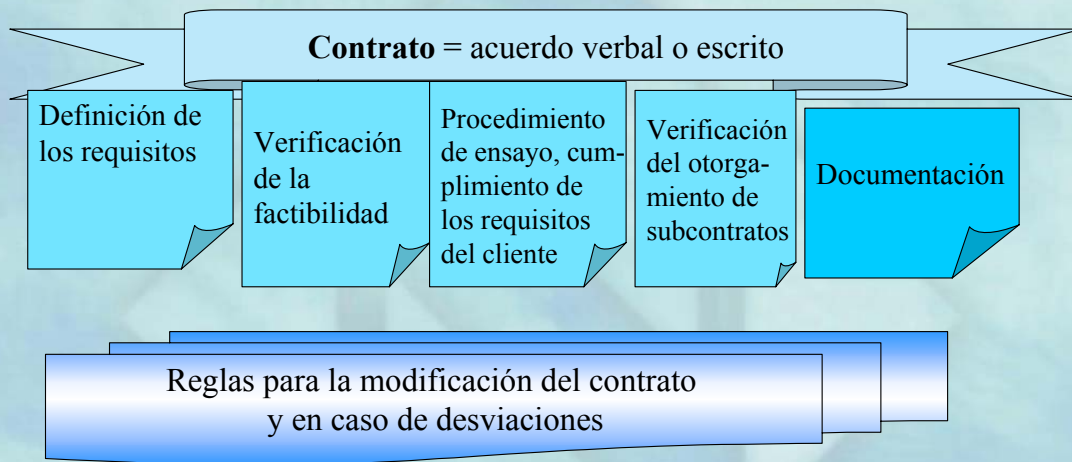 Contrato = acuerdo verbal o escrito
Definición de
los requisitos
Verificación
de la
factibilidad
Procedimiento
de ensayo, cum-
plimiento de
los requisitos
del cliente
Verificación
del otorga-
miento de
subcontratos
Documentación
Reglas para la modificación del contrato
y en caso de desviaciones